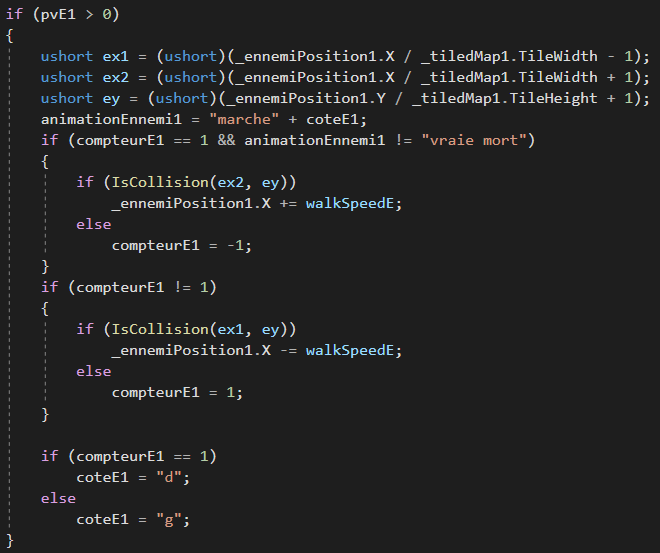 if (pvE1 > 0)
{
ushort ex1 = (ushort)(_ennemiPosition1.X / _tiledMap1.TileWidth - 1);
ushort ex2 = (ushort)(_ennemiPosition1.X / _tiledMap1.TileWidth + 1);
ushort ey = (ushort)(_ennemiPosition1.Y / _tiledMap1.TileHeight + 1);
animationEnnemi1 = "marche" + coteE1;
if (compteurE1 == 1 && animationEnnemi1 != "vraie mort")
{
if (IsCollision(ex2, ey))
_ennemiPosition1.X += walkSpeedE;
else
compteurE1 = -1;
}
if (compteurE1 != 1)
{
if (IsCollision(ex1, ey))
_ennemiPosition1.X -= walkSpeedE;
else
compteurE1 = 1;
}
if (compteurE1 == 1)
coteE1 = "d";
else
coteE1 = "g";
}